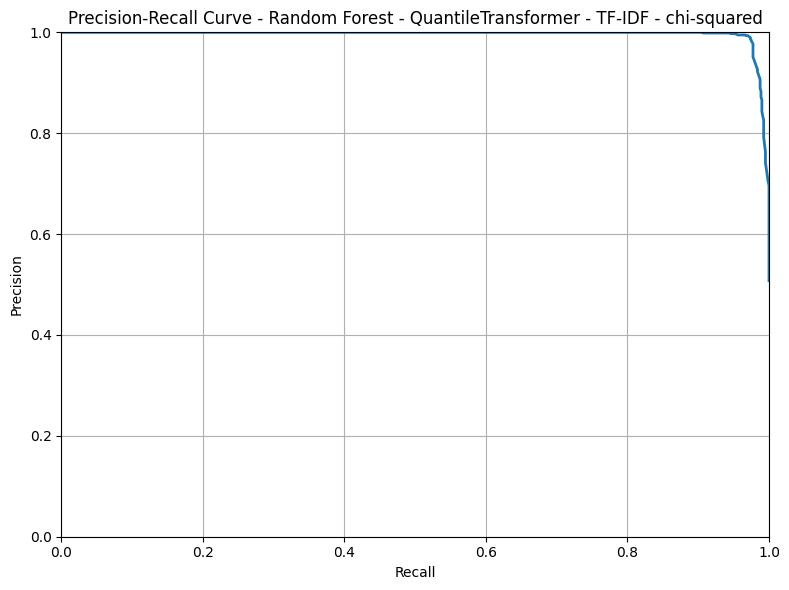 Precision-Recall Curve - Random Forest - QuantileTransformer - TF-IDF - chi-squared
1.0
0.8
0.6
0.4
0.2
0.0
Precision
0.0 0.2 0.4 0.6 0.8 1.0
Recall